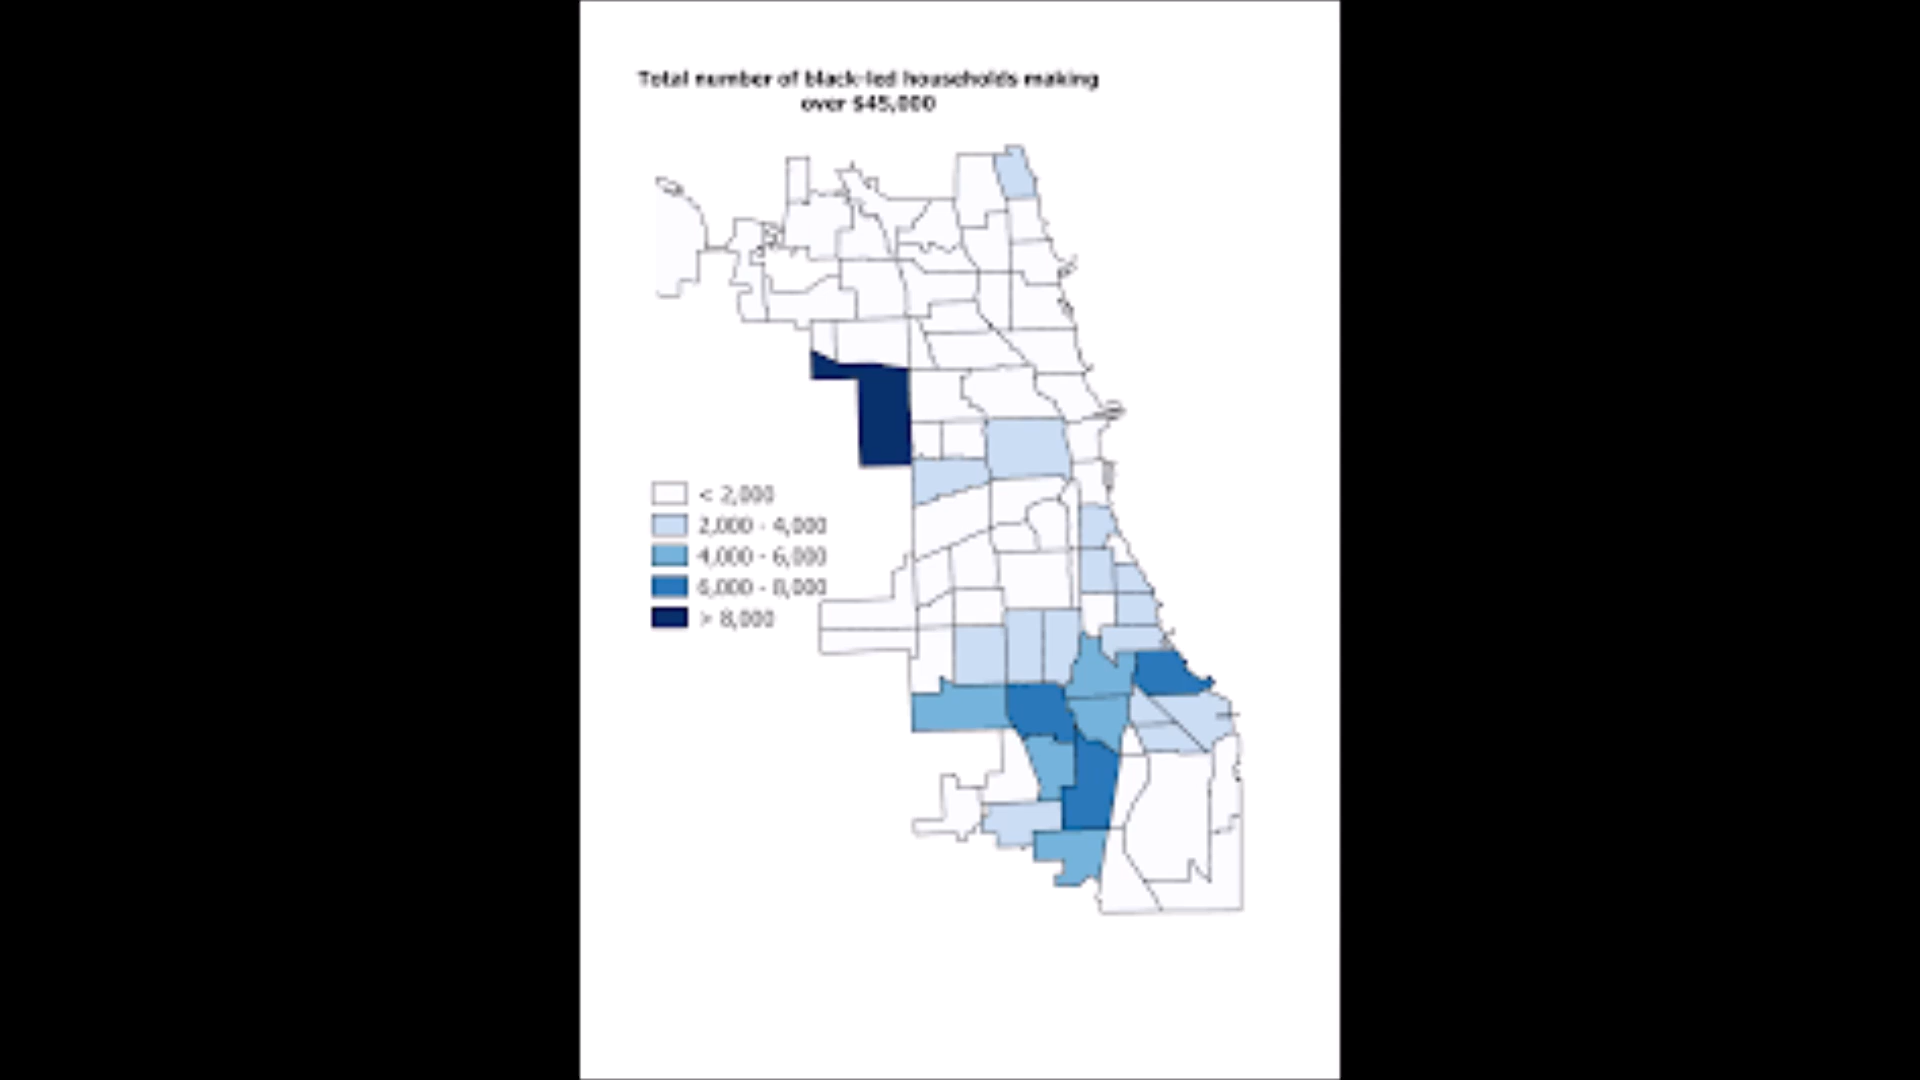 Total number of black-led households making
over $45,000
< 2,000
2,000 - 4,000
4,000 - 6,000
6,000 - 8,000
> 8,000